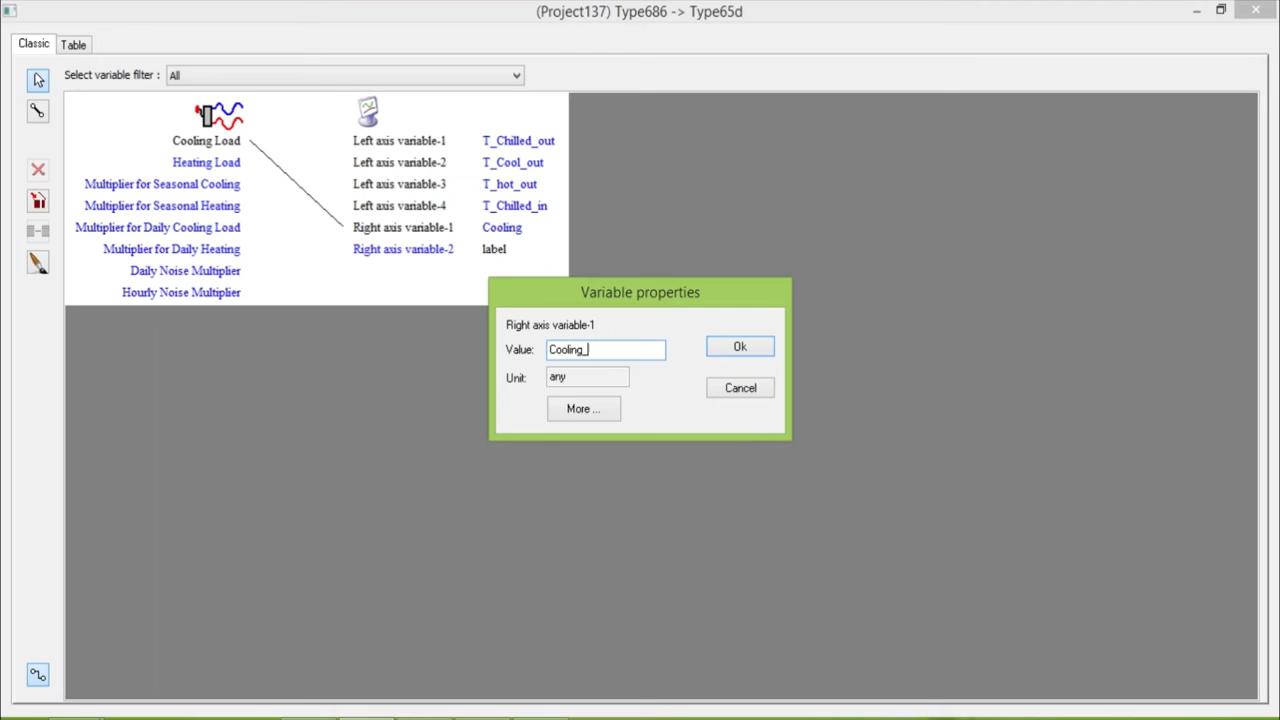 (Project137) Type686 -> Type65d
Classic Table
Select variable filter : All
Cooling Load Left axis variable-1 T_Chilled_out
Heating Load Left axis variable-2 T_Cool_out
Multiplier for Seasonal Cooling Left axis variable-3 T_hot_out
Multiplier for Seasonal Heating Left axis variable-4 T_Chilled_in
Multiplier for Daily Cooling Load Right axis variable-1 Cooling
Multiplier for Daily Heating Right axis variable-2 label
Daily Noise Multiplier
Hourly Noise Multiplier
Variable properties
Right axis variable-1
Value: Cooling_ Ok
Unit: any Cancel
More ...